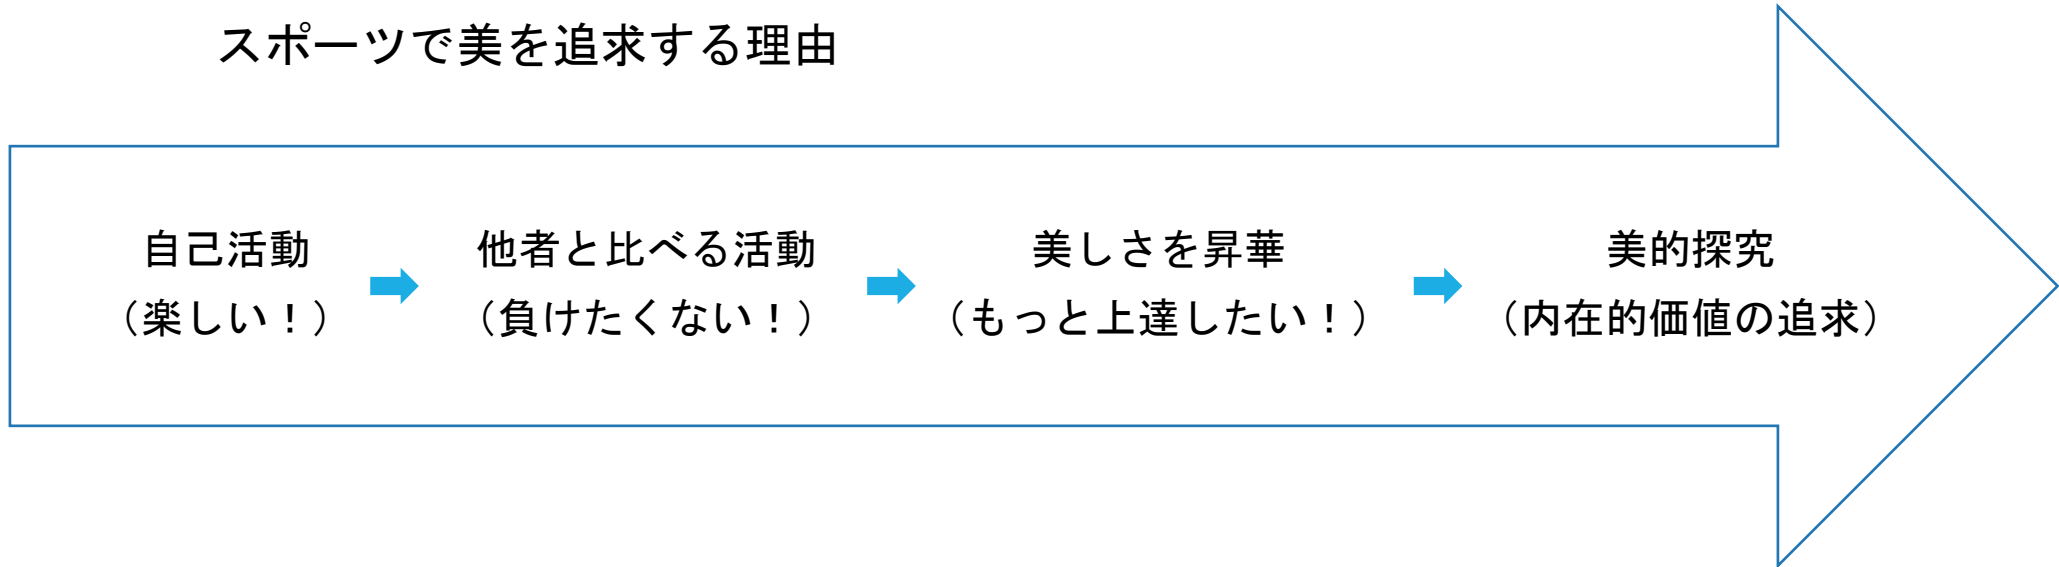 スポーツで美を追求する理由
自己活動
（楽しい！）
他者と比べる活動
（負けたくない！）
美しさを昇華
（もっと上達したい！）
美的探究
（内在的価値の追求）